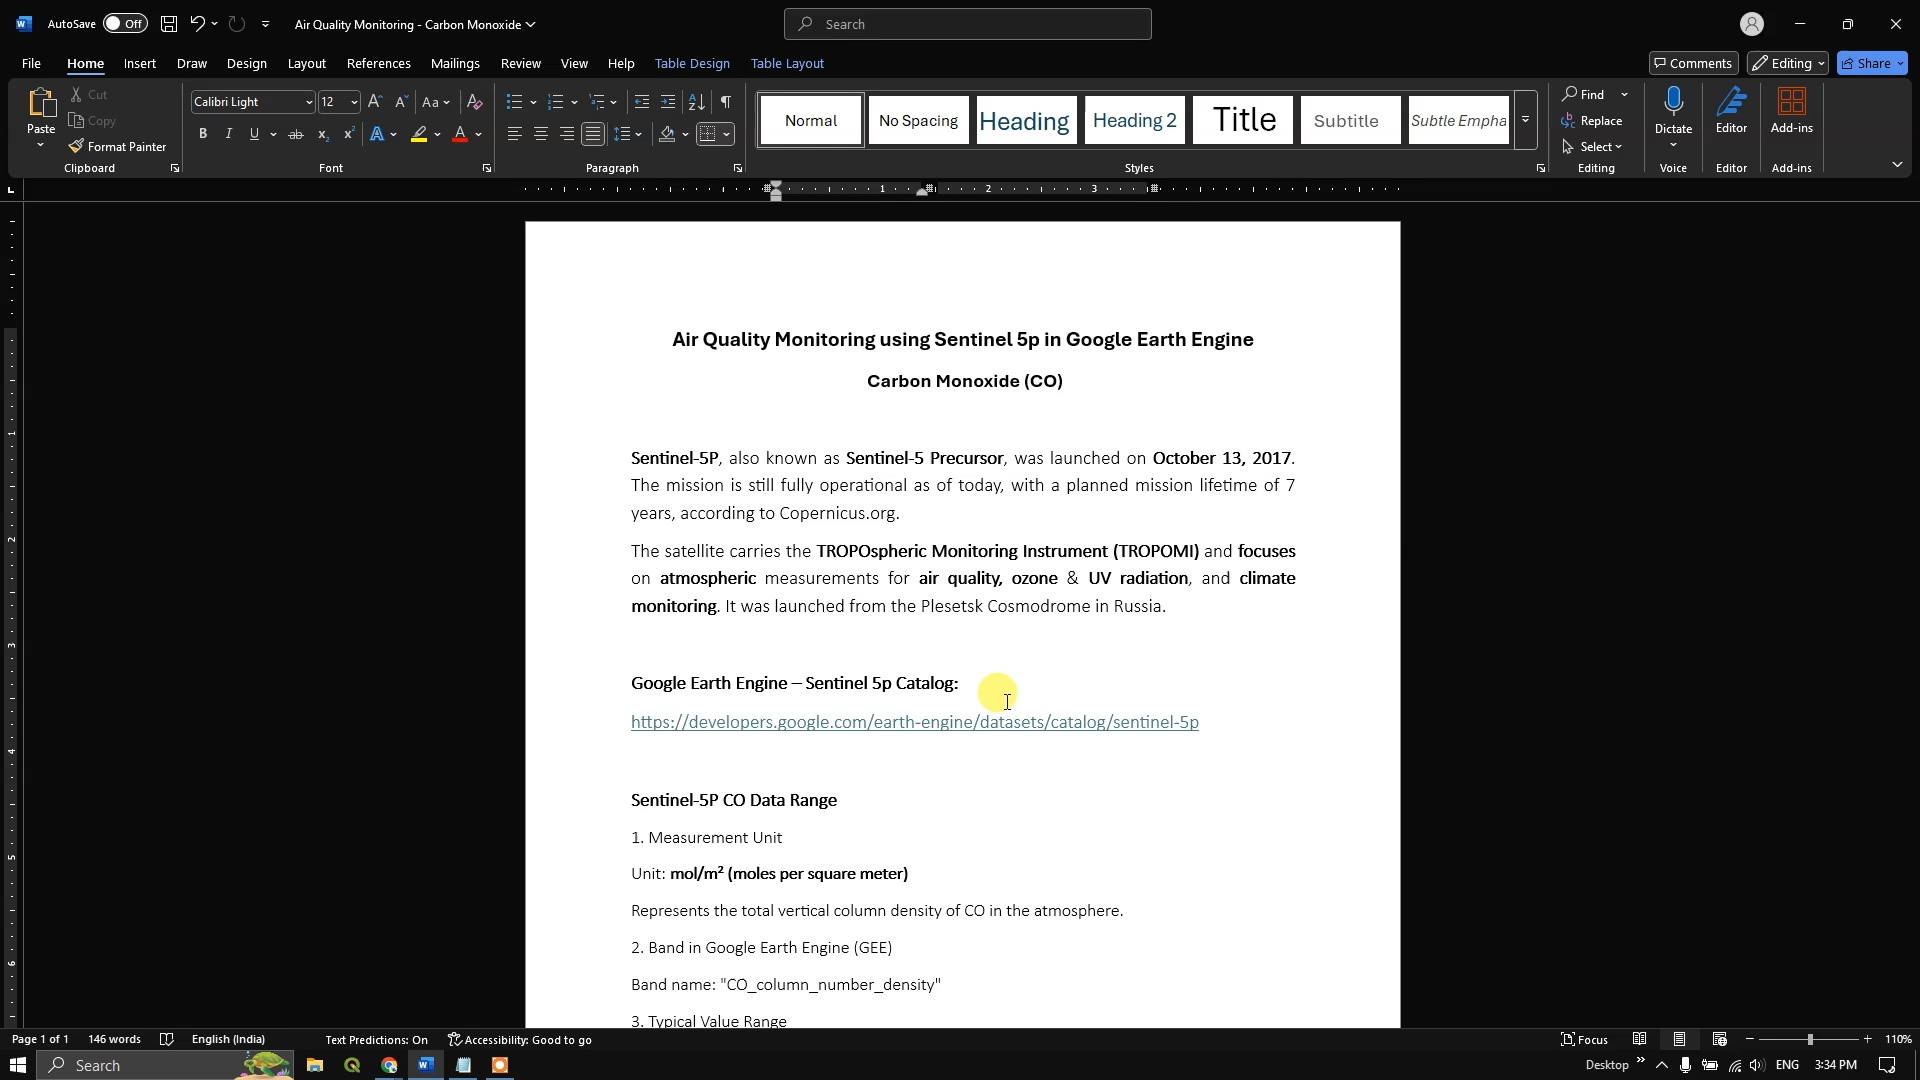 AutoSave Off Air Quality Monitoring - Carbon Monoxide Search
File Home Insert Draw Design Layout References Mailings Review View Help Table Design Table Layout Comments Editing Share
Paste Cut Copy Format Painter
Calibri Light 12
Normal No Spacing Heading Heading 2 Title Subtitle Subtle Empha
Find Replace Select
Dictate Editor Add-ins
Clipboard Font Paragraph Styles Editing Voice Editor Add-ins
Air Quality Monitoring using Sentinel 5p in Google Earth Engine
Carbon Monoxide (CO)
Sentinel-5P, also known as Sentinel-5 Precursor, was launched on October 13, 2017.
The mission is still fully operational as of today, with a planned mission lifetime of 7
years, according to Copernicus.org.
The satellite carries the TROPOspheric Monitoring Instrument (TROPOMI) and focuses
on atmospheric measurements for air quality, ozone & UV radiation, and climate
monitoring. It was launched from the Plesetsk Cosmodrome in Russia.
Google Earth Engine – Sentinel 5p Catalog:
https://developers.google.com/earth-engine/datasets/catalog/sentinel-5p
Sentinel-5P CO Data Range
1. Measurement Unit
Unit: mol/m² (moles per square meter)
Represents the total vertical column density of CO in the atmosphere.
2. Band in Google Earth Engine (GEE)
Band name: "CO_column_number_density"
3. Typical Value Range
Page 1 of 1 146 words English (India) Text Predictions: On Accessibility: Good to go Focus 110%
Search Desktop ENG 3:34 PM